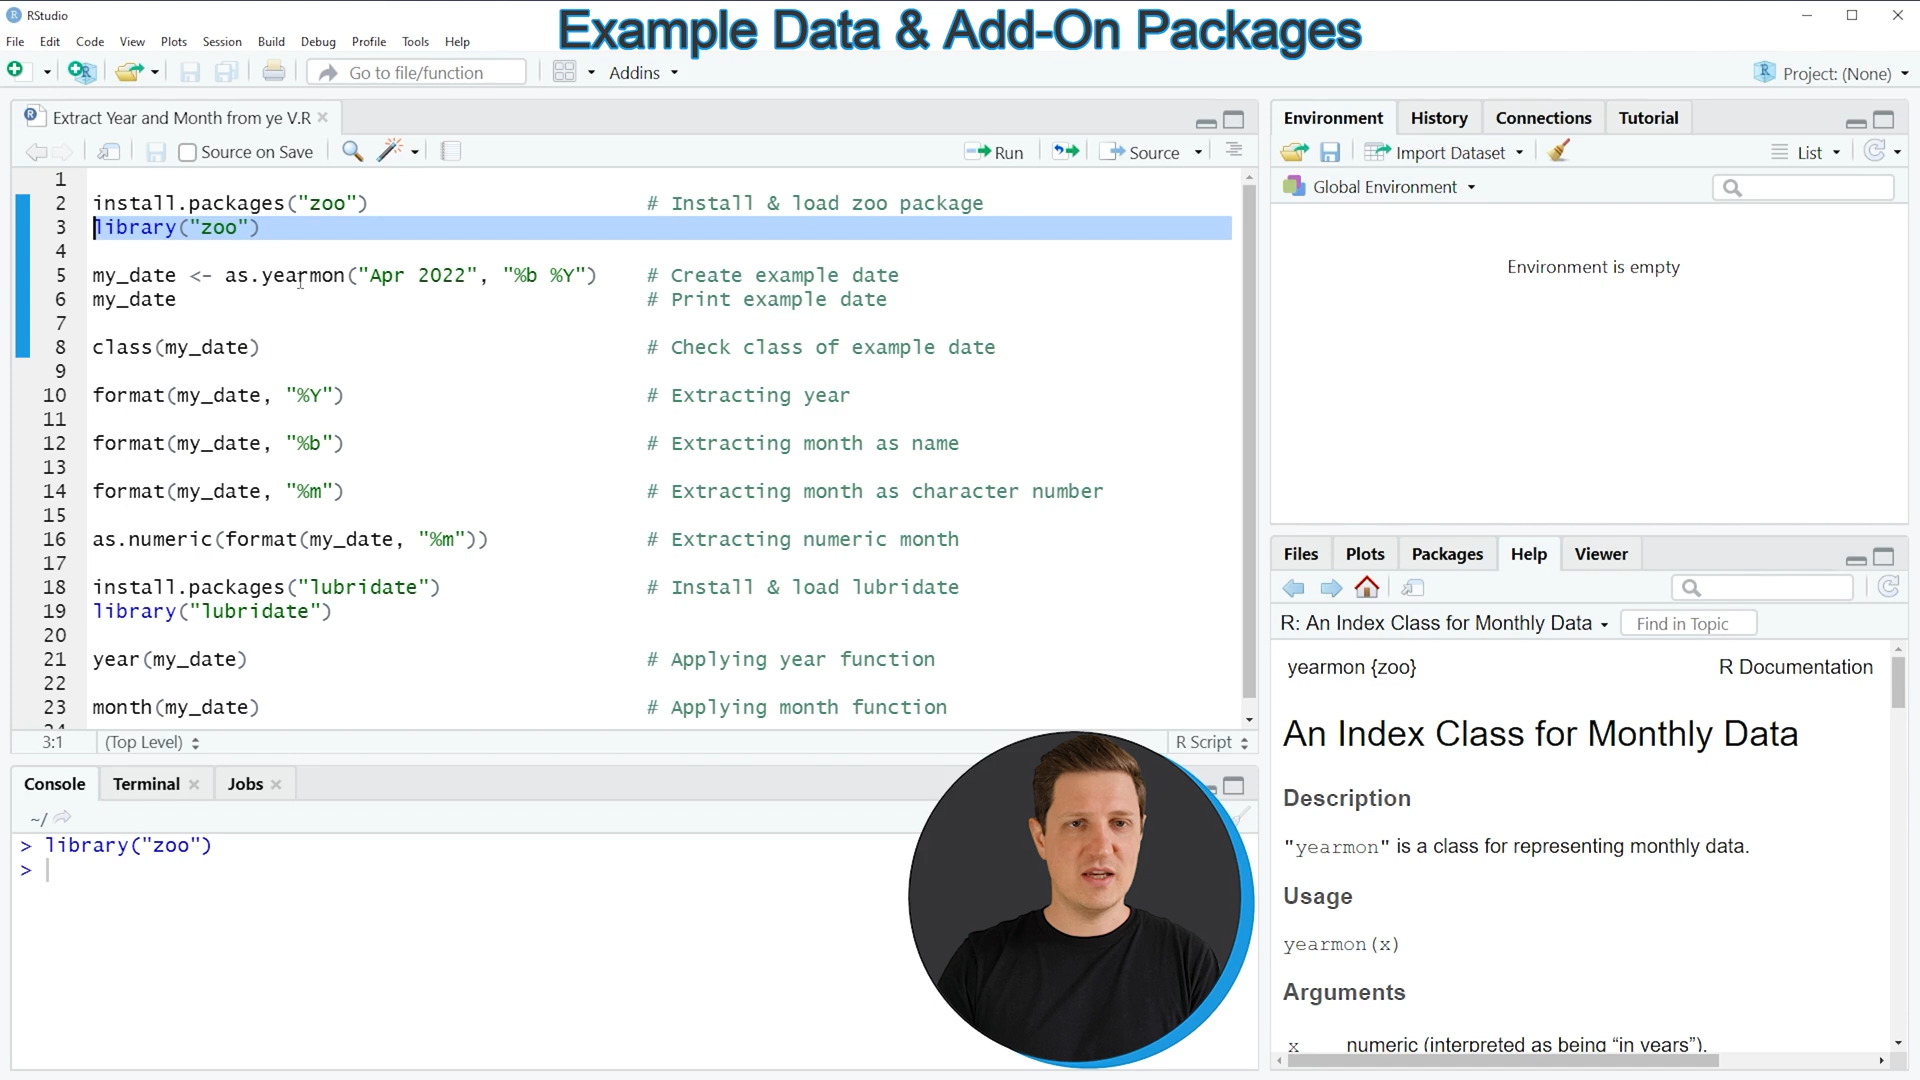 RStudio
Example Data & Add-On Packages
File Edit Code View Plots Session Build Debug Profile Tools Help
Go to file/function
Addins
Project: (None)
Extract Year and Month from ye V.R
Source on Save
Run
Source
1
2 install.packages("zoo") # Install & load zoo package
3 library("zoo")
4
5 my_date <- as.yearmon("Apr 2022", "%b %Y") # Create example date
6 my_date # Print example date
7
8 class(my_date) # Check class of example date
9
10 format(my_date, "%Y") # Extracting year
11
12 format(my_date, "%b") # Extracting month as name
13
14 format(my_date, "%m") # Extracting month as character number
15
16 as.numeric(format(my_date, "%m")) # Extracting numeric month
17
18 install.packages("lubridate") # Install & load lubridate
19 library("lubridate")
20
21 year(my_date) # Applying year function
22
23 month(my_date) # Applying month function
3:1 (Top Level) R Script
Console Terminal Jobs
~/
> library("zoo")
>
Environment History Connections Tutorial
Import Dataset List
Global Environment
Environment is empty
Files Plots Packages Help Viewer
R: An Index Class for Monthly Data Find in Topic
yearmon {zoo} R Documentation
An Index Class for Monthly Data
Description
"yearmon" is a class for representing monthly data.
Usage
yearmon(x)
Arguments
x numeric (interpreted as being “in years”).